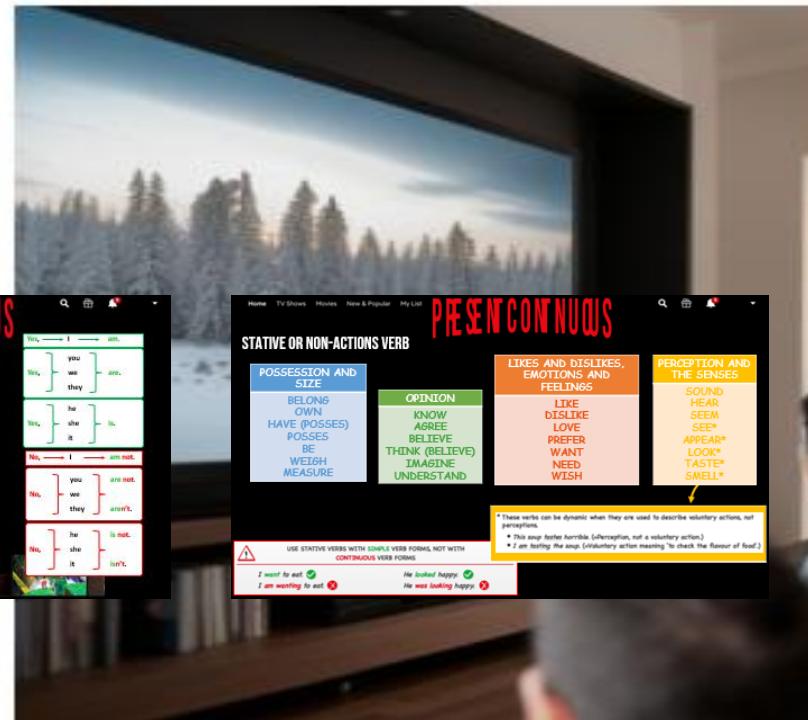 S
Yes, I am.
you
Yes, we are.
they
he
Yes, she is.
it
No, I am not.
you are not.
No, we
they aren't.
he is not.
No, she
it isn't.
Home TV Shows Movies New & Popular My List
PRESENT CONTINUOUS
STATIVE OR NON-ACTIONS VERB
POSSESSION AND
SIZE
BELONG
OWN
HAVE (POSSES)
POSSES
BE
WEIGH
MEASURE
OPINION
KNOW
AGREE
BELIEVE
THINK (BELIEVE)
IMAGINE
UNDERSTAND
LIKES AND DISLIKES,
EMOTIONS AND
FEELINGS
LIKE
DISLIKE
LOVE
PREFER
WANT
NEED
WISH
PERCEPTION AND
THE SENSES
SOUND
HEAR
SEEM
SEE*
APPEAR*
LOOK*
TASTE*
SMELL*
* These verbs can be dynamic when they are used to describe voluntary actions, not
perceptions.
• This soup tastes horrible. (=Perception, not a voluntary action.)
• I am tasting the soup. (=Voluntary action meaning 'to check the flavour of food'.)
USE STATIVE VERBS WITH SIMPLE VERB FORMS, NOT WITH
CONTINUOUS VERB FORMS
I want to eat. He looked happy.
I am wanting to eat. He was looking happy.